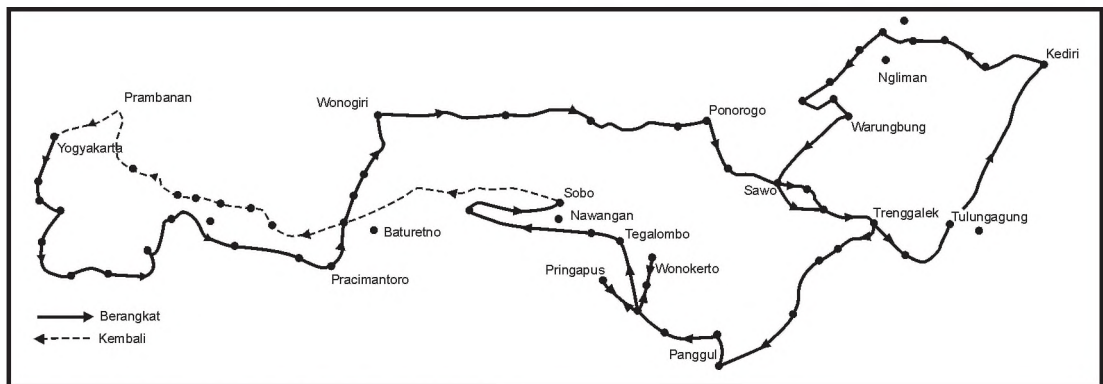 Kediri
Ngliman
Prambanan
Wonogiri
Ponorogo
Warungbung
Yogyakarta
Sawo
Sobo
Nawangan
Trenggalek
Tulungagung
Baturetno
Tegalombo
Pringapus
Wonokerto
Pracimantoro
Berangkat
Kembali
Panggul